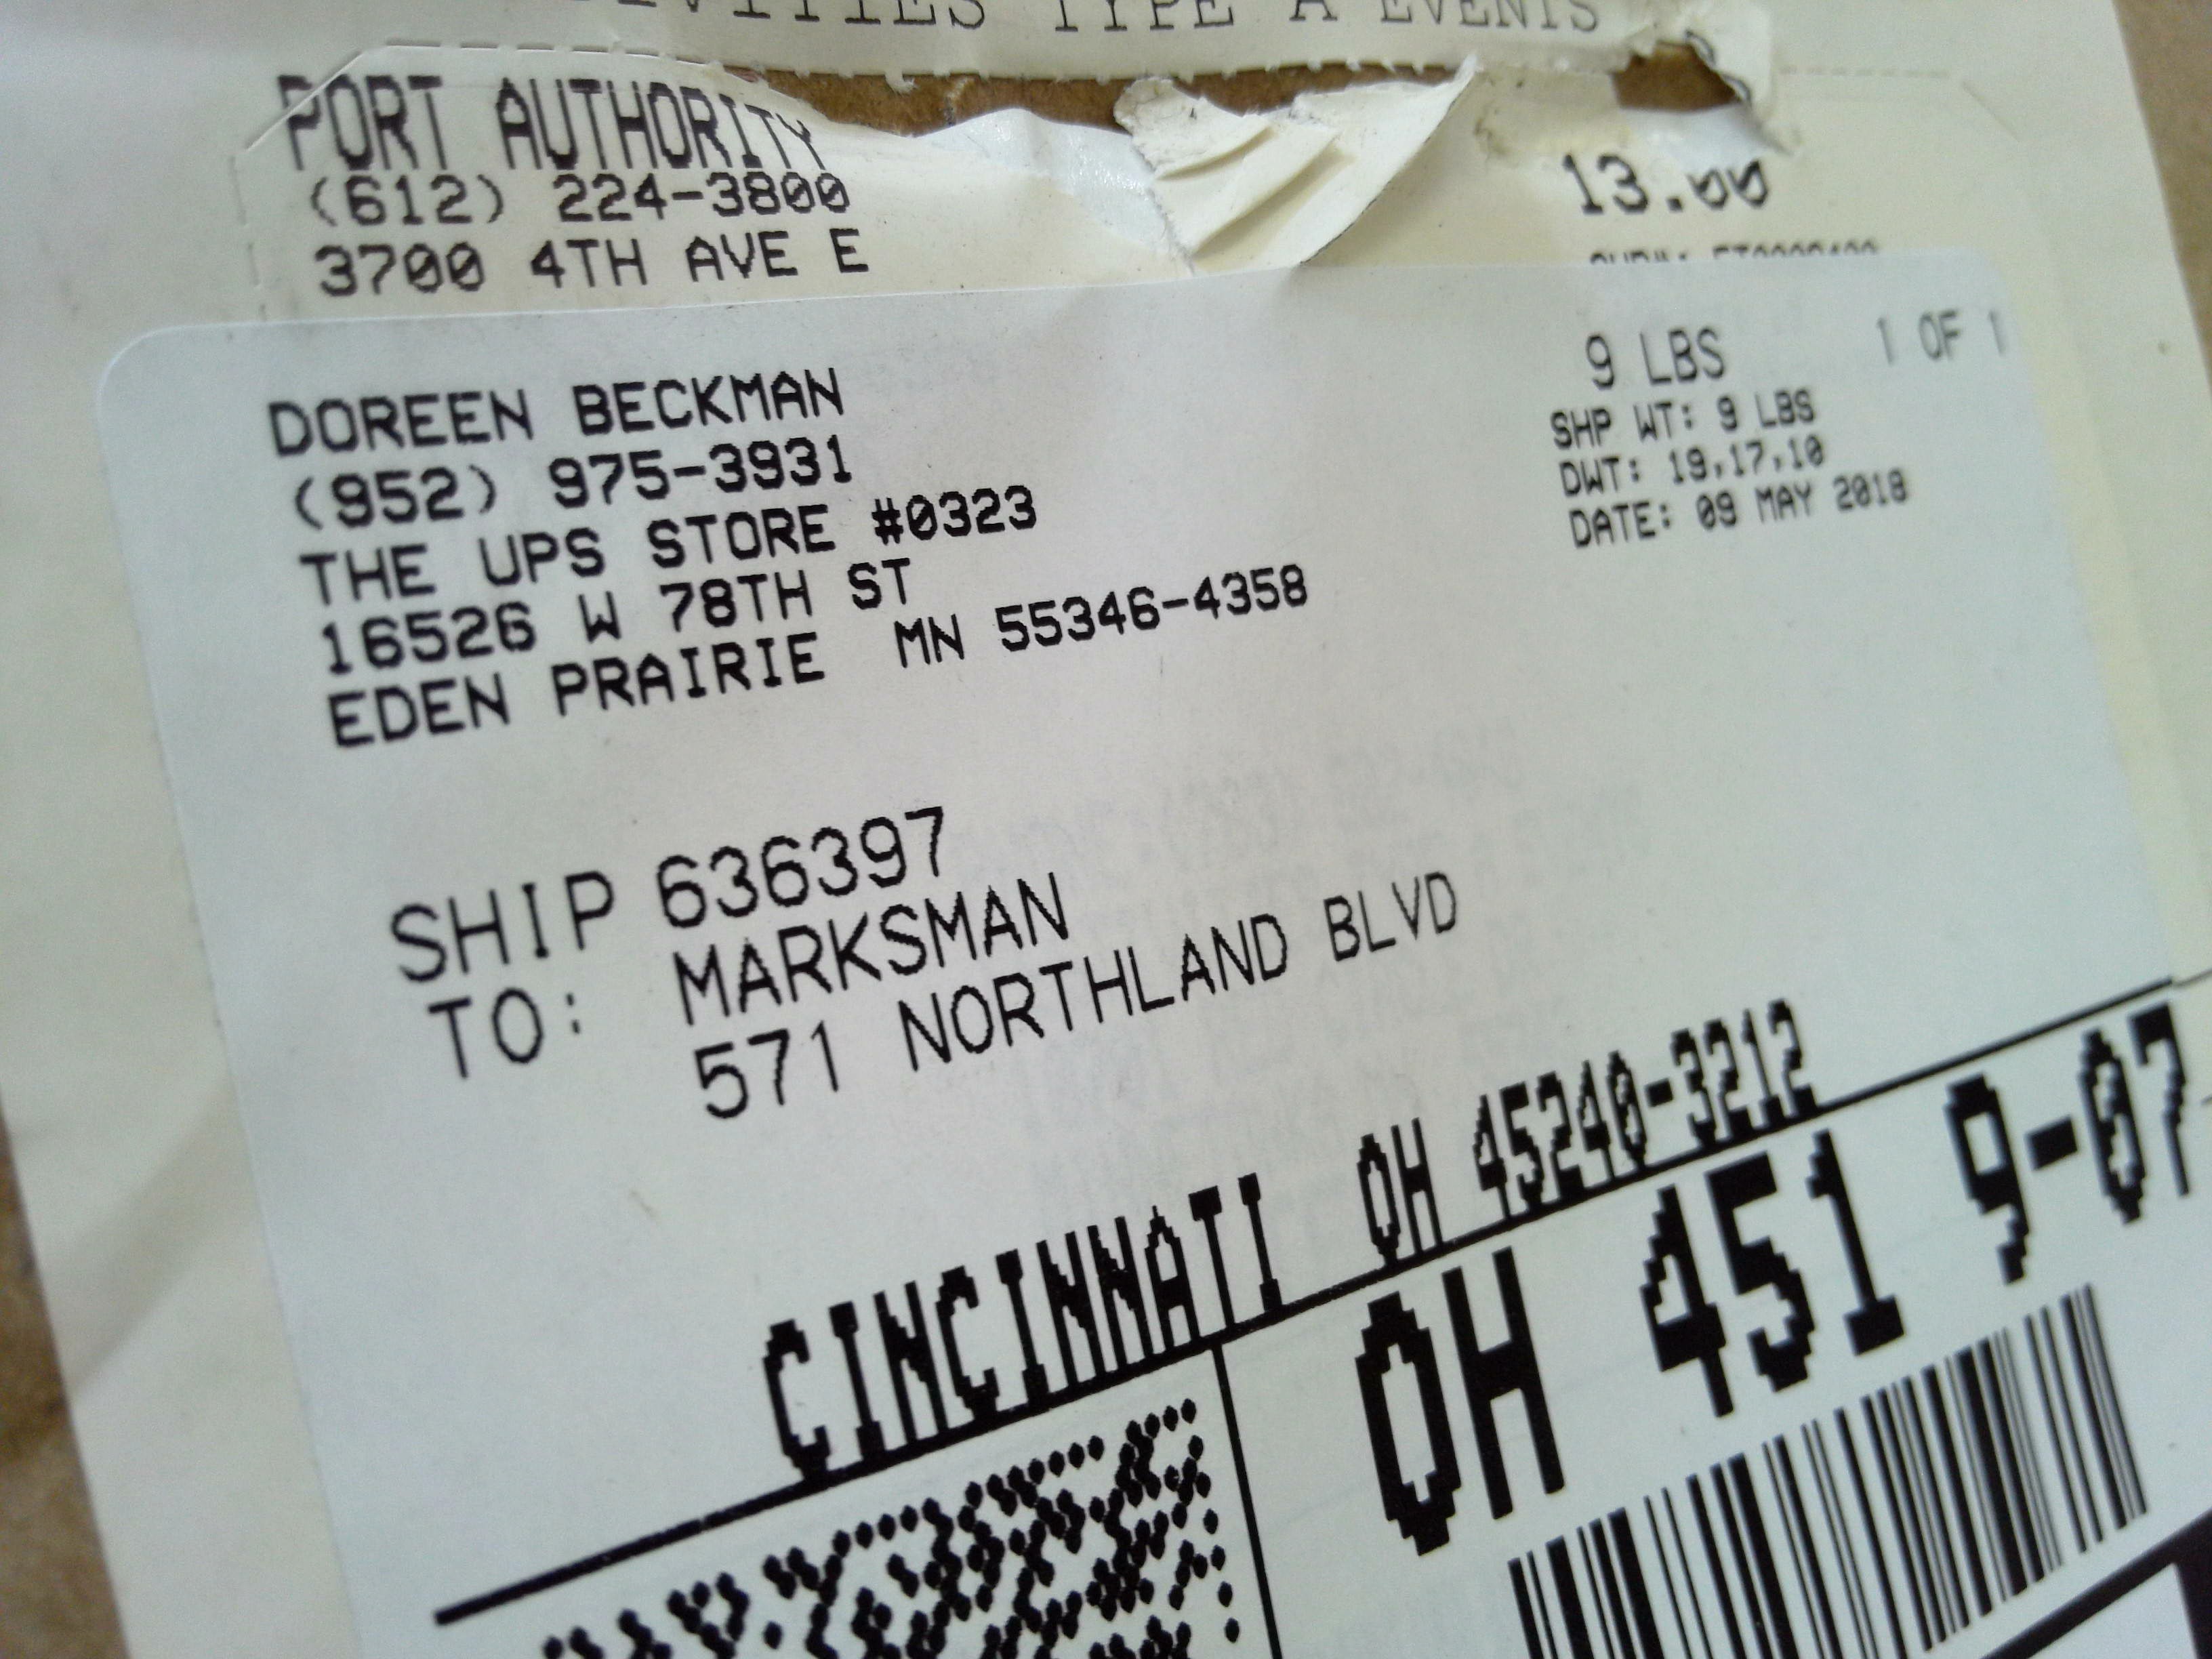 TYPE A EVENTS
PORT AUTHORITY
(612) 224-3800
3700 4TH AVE E
13.00
DOREEN BECKMAN
(952) 975-3931
THE UPS STORE #0323
16526 W 78TH ST
EDEN PRAIRIE MN 55346-4358
9 LBS 1 OF 1
SHP WT: 9 LBS
DWT: 19,17,10
DATE: 09 MAY 2018
SHIP 636397
TO: MARKSMAN
571 NORTHLAND BLVD
CINCINNATI OH 45240-3212
OH 451 9-07